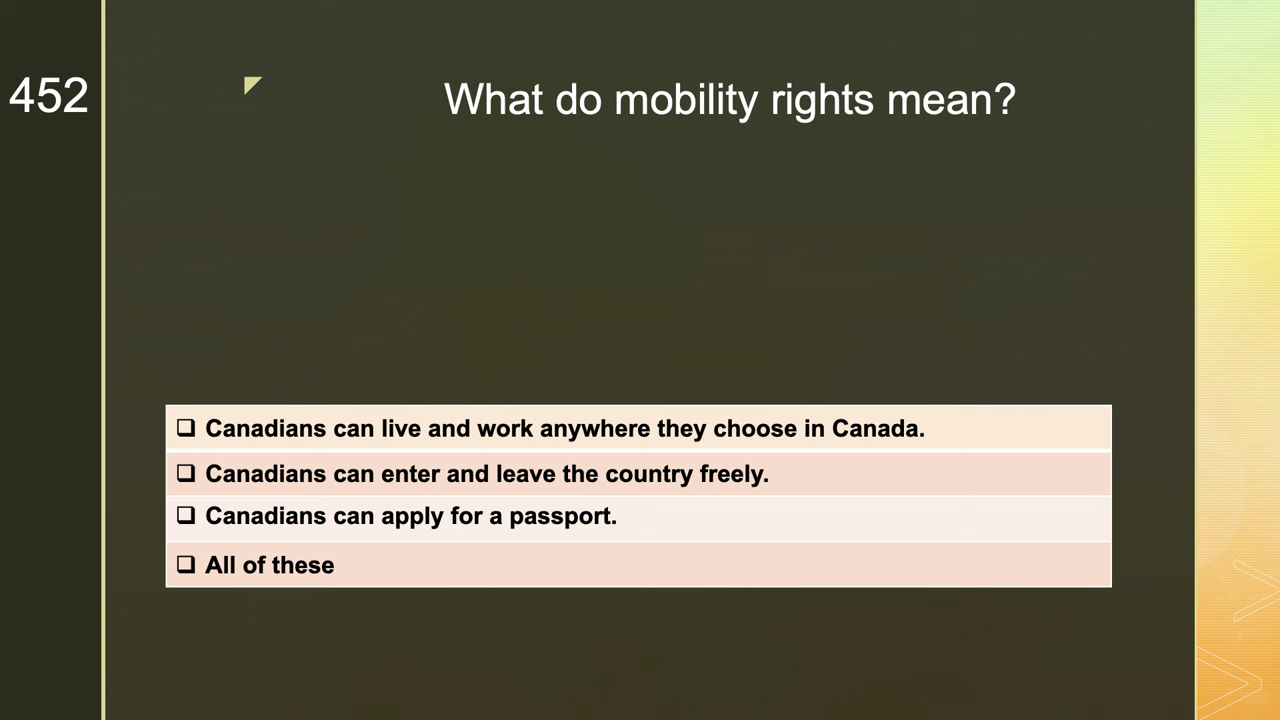 452
What do mobility rights mean?
❑ Canadians can live and work anywhere they choose in Canada.
❑ Canadians can enter and leave the country freely.
❑ Canadians can apply for a passport.
❑ All of these